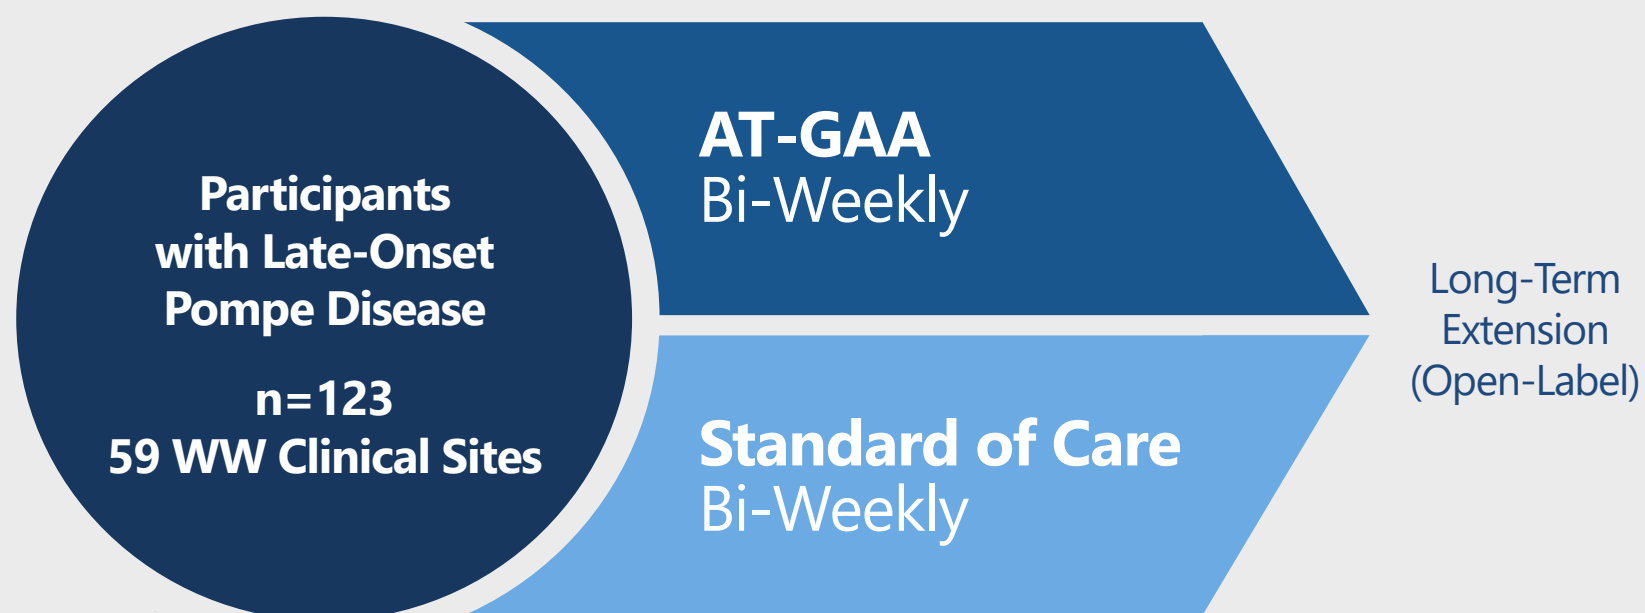 Participants
with Late-Onset
Pompe Disease
n=123
59 WW Clinical Sites
AT-GAA
Bi-Weekly
Standard of Care
Bi-Weekly
Long-Term
Extension
(Open-Label)